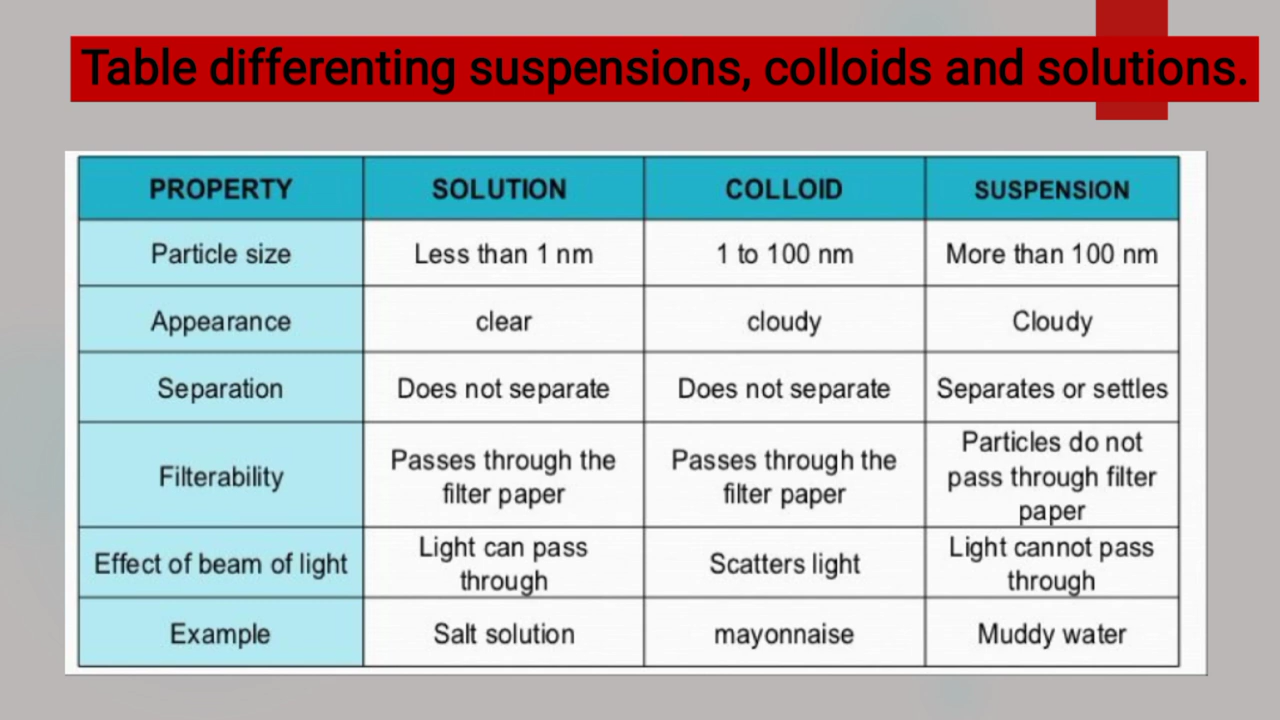 Table differenting suspensions, colloids and solutions.
PROPERTY SOLUTION COLLOID SUSPENSION
Particle size Less than 1 nm 1 to 100 nm More than 100 nm
Appearance clear cloudy Cloudy
Separation Does not separate Does not separate Separates or settles
Filterability
Passes through the
filter paper
Passes through the
filter paper
Particles do not
pass through filter
paper
Effect of beam of light
Light can pass
through
Scatters light
Light cannot pass
through
Example Salt solution mayonnaise Muddy water